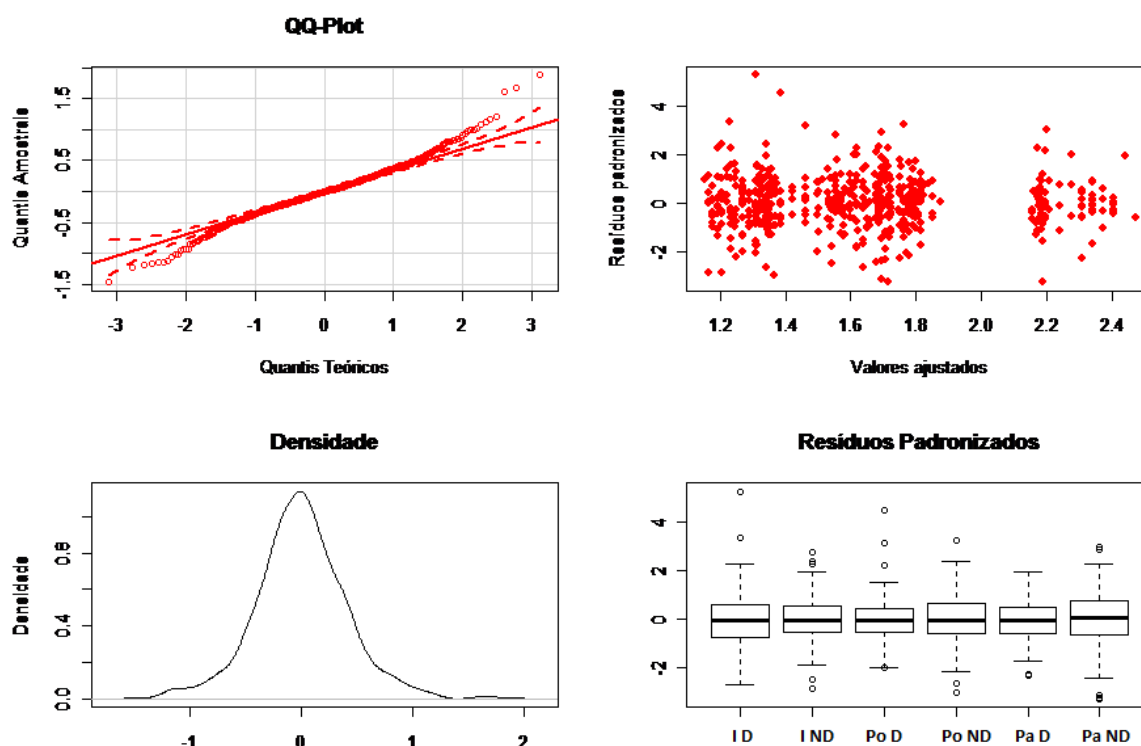 QQ-Plot
Quantis Amostrais
1.5
0.5
-0.5
-1.5
-3 -2 -1 0 1 2 3
Quantis Teóricos
Resíduos padronizados
4
2
0
-2
1.2 1.4 1.6 1.8 2.0 2.2 2.4
Valores ajustados
Densidade
Densidade
0.8
0.4
0.0
-1 0 1 2
Resíduos Padronizados
4
2
0
-2
I D I ND Po D Po ND Pa D Pa ND